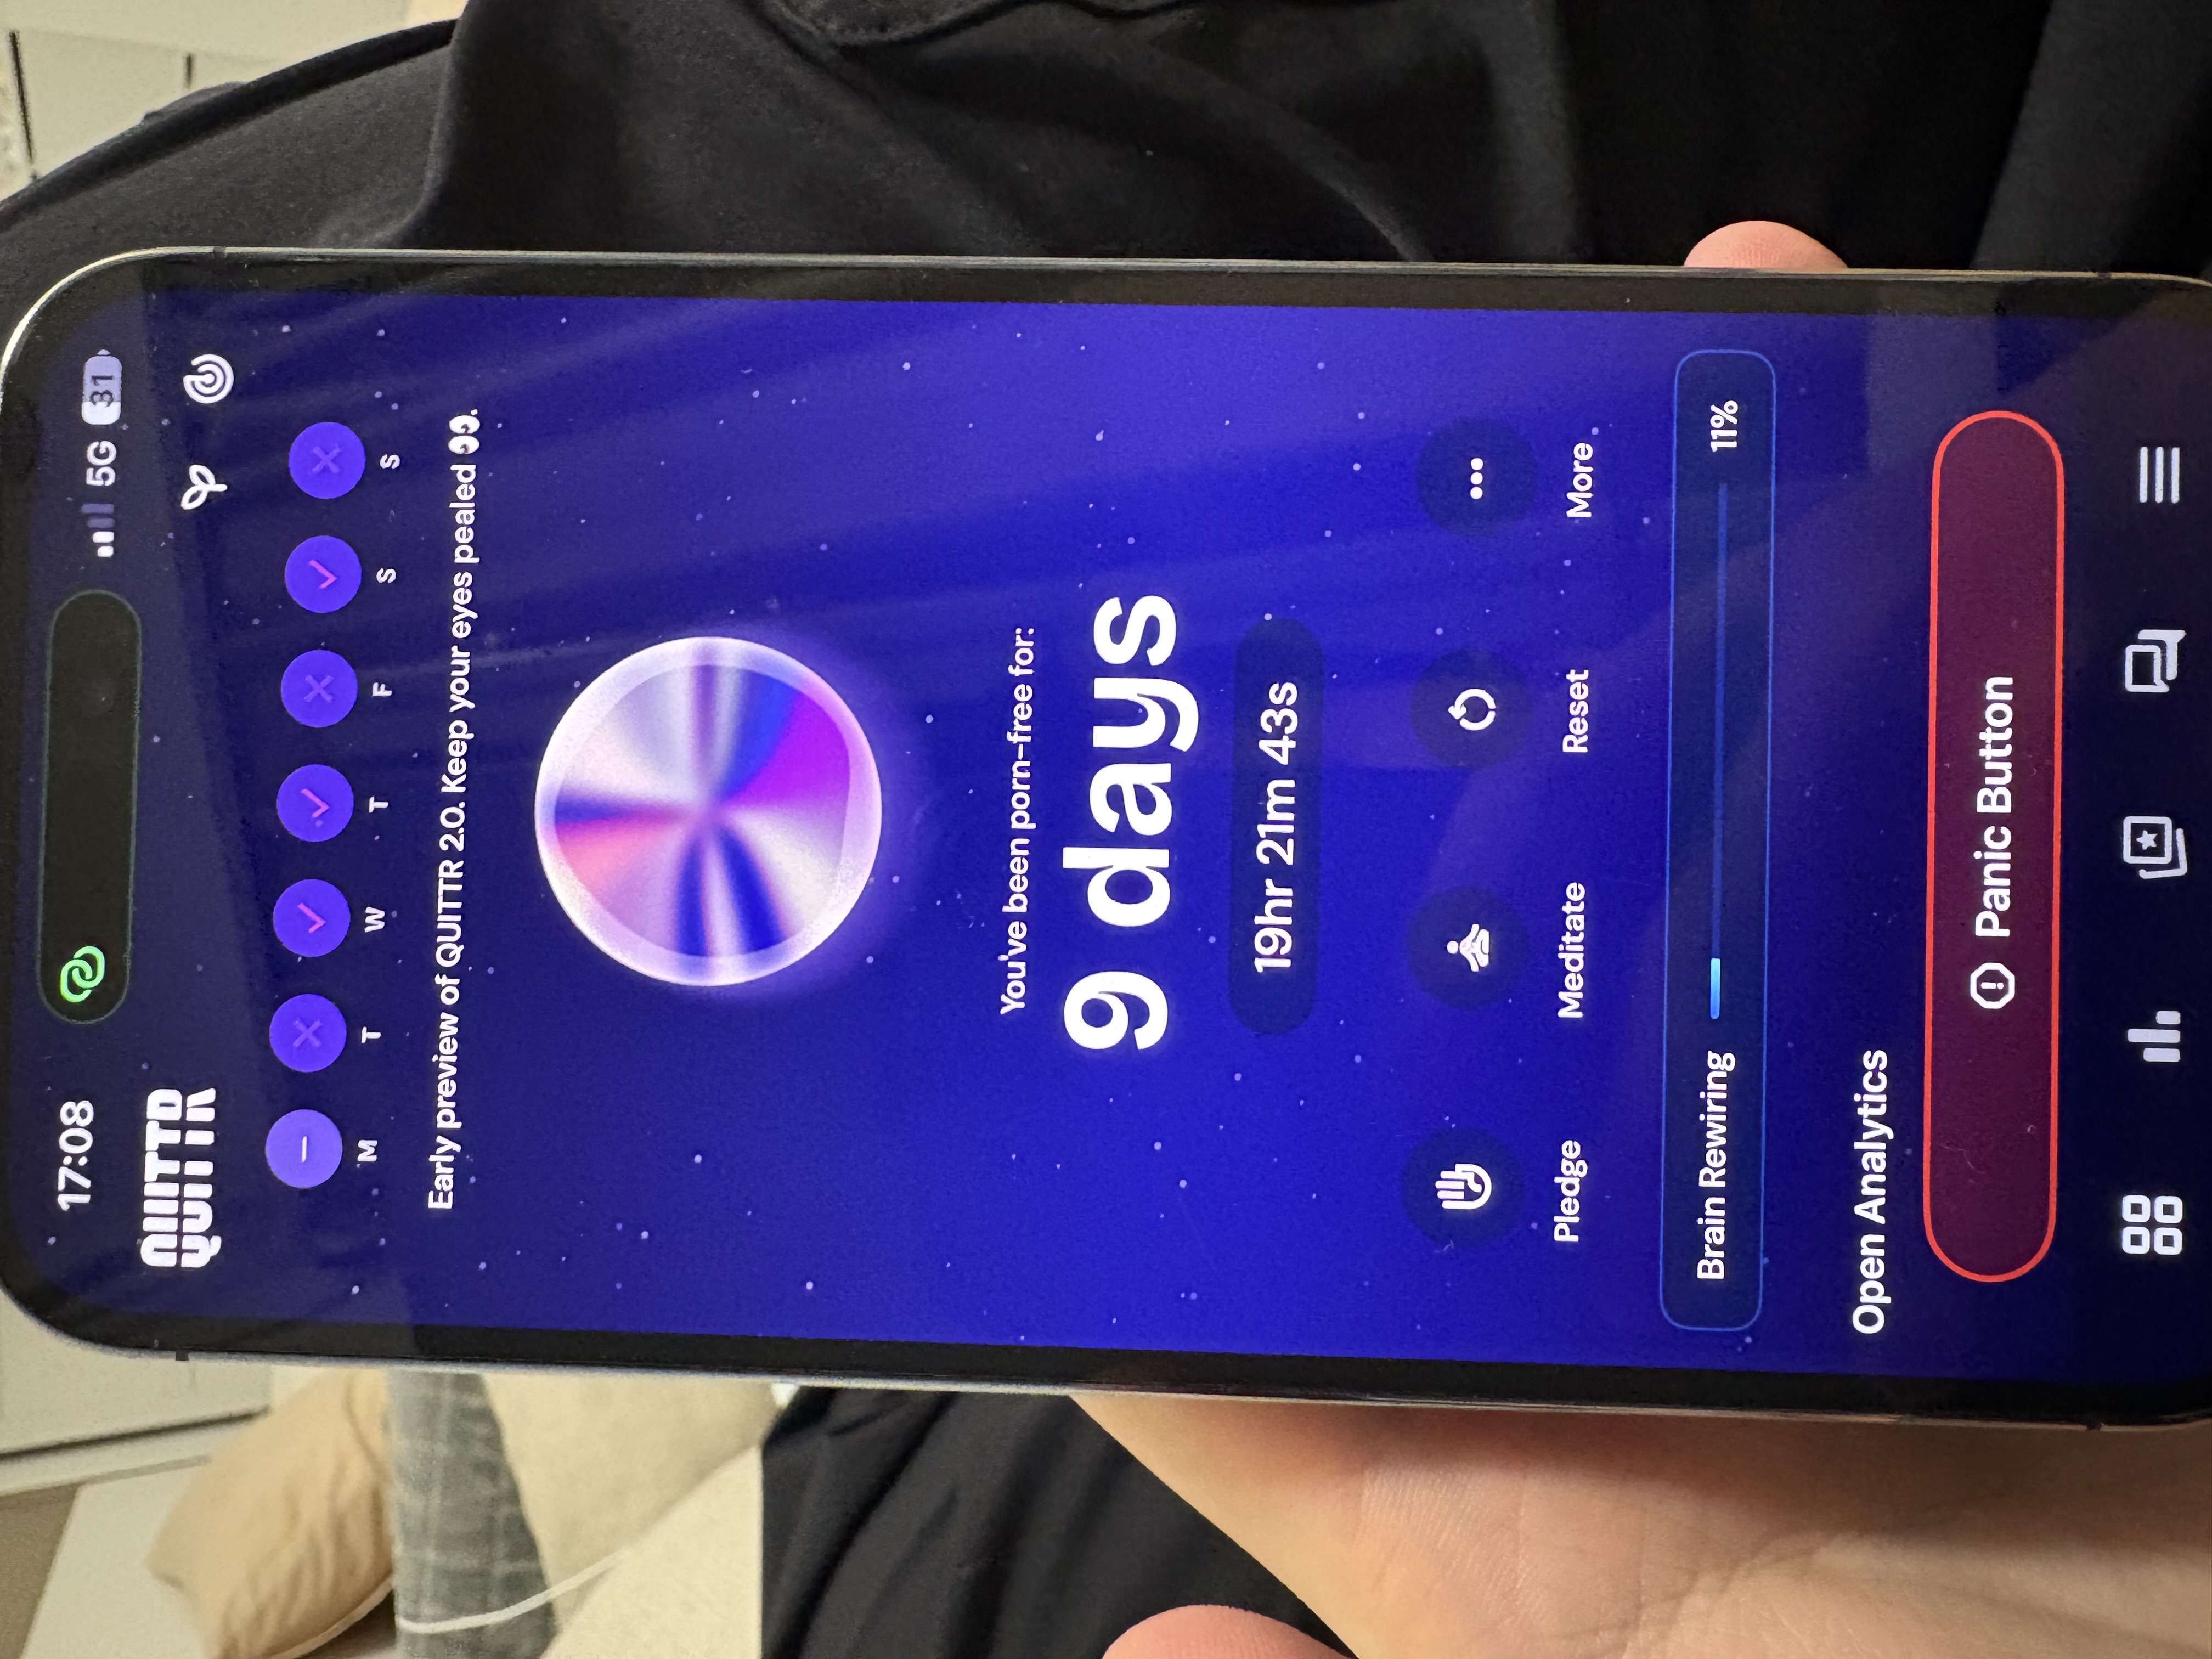 17:08
5G 31
QUITTR
M T W T F S S
Early preview of QUITTR 2.0. Keep your eyes pealed 👀.
You've been porn-free for:
9 days
19hr 21m 43s
Pledge Meditate Reset More
Brain Rewiring 11%
Open Analytics
Panic Button